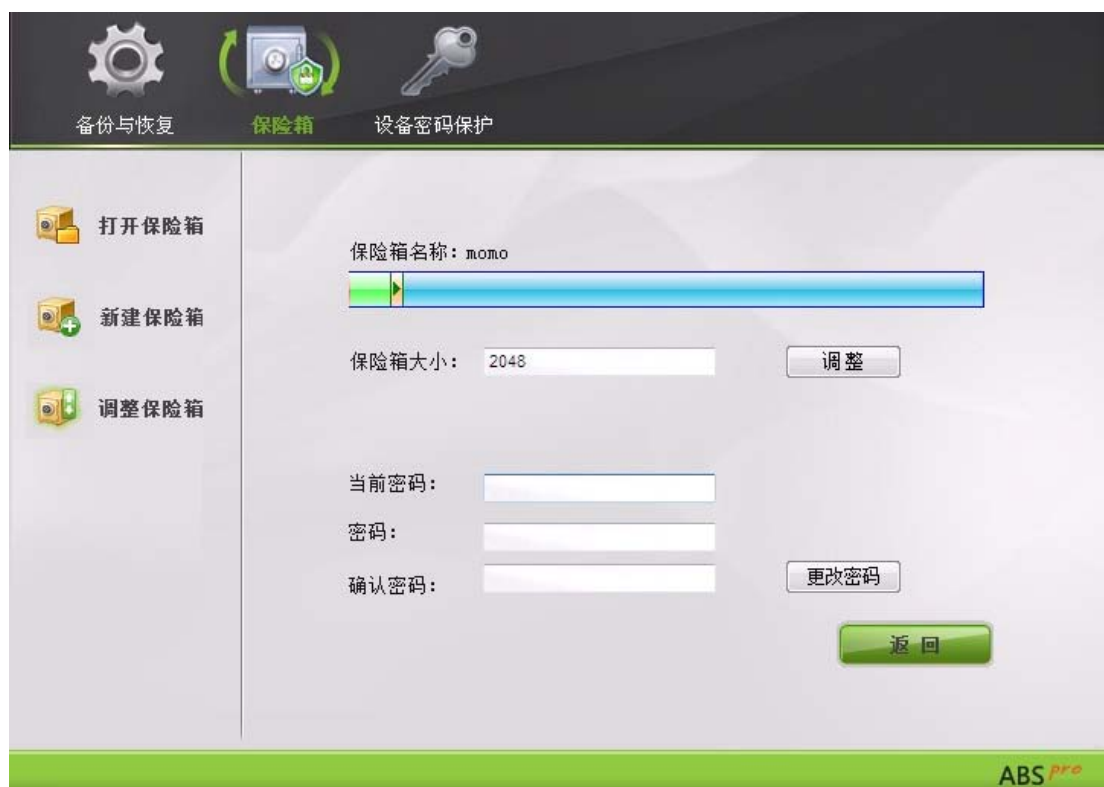 备份与恢复 保险箱 设备密码保护
打开保险箱
新建保险箱
调整保险箱
保险箱名称：momo
保险箱大小： 2048 调整
当前密码：
密码：
确认密码： 更改密码
返回
ABS pro